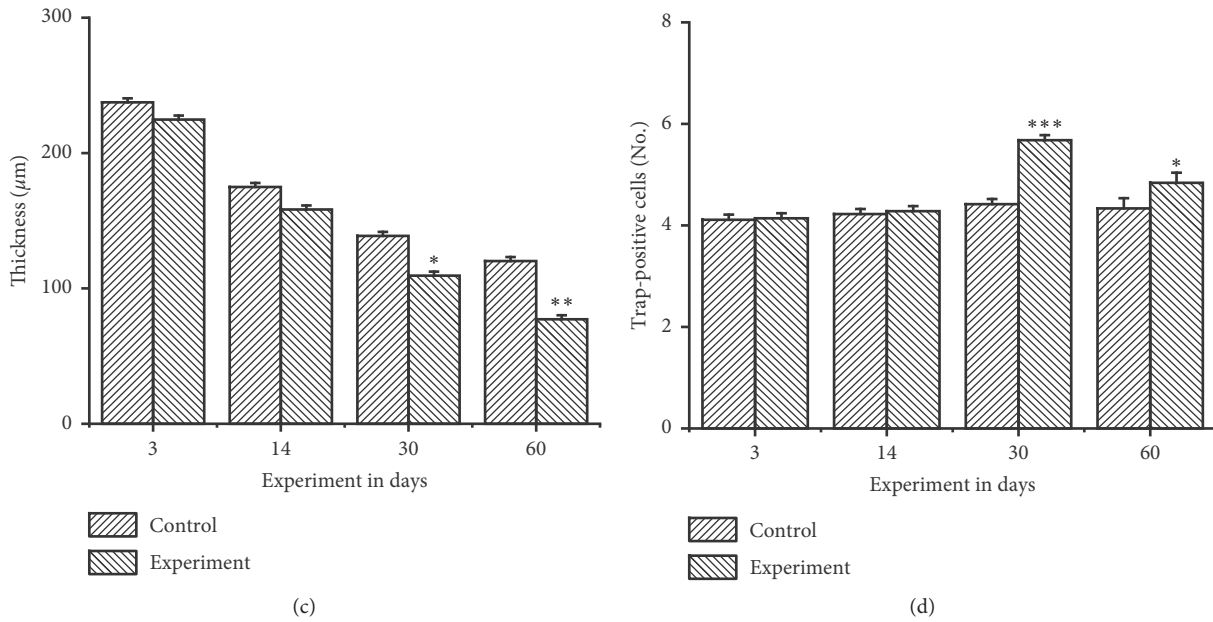 300
200
100
0
Thickness (µm)
*
**
3 14 30 60
Experiment in days
Control
Experiment
(c)
8
6
4
2
0
Trap-positive cells (No.)
***
*
3 14 30 60
Experiment in days
Control
Experiment
(d)